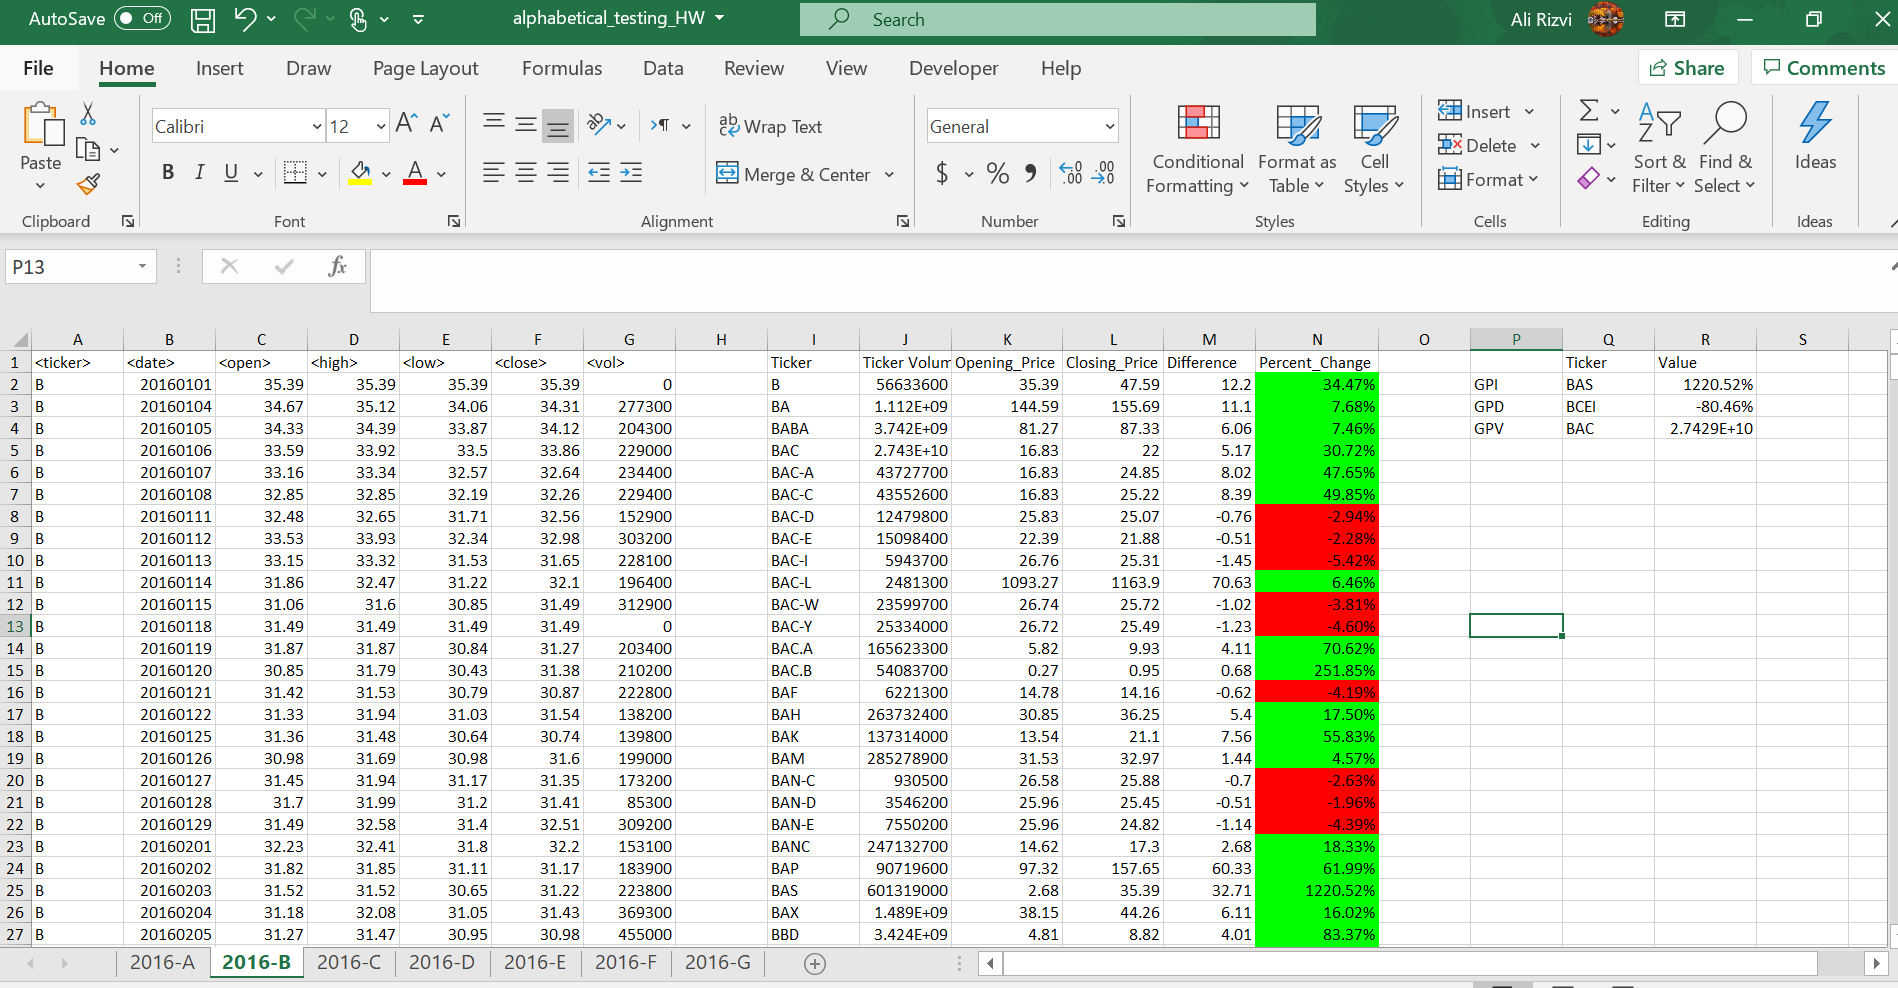 AutoSave Off alphabetical_testing_HW Search Ali Rizvi
File Home Insert Draw Page Layout Formulas Data Review View Developer Help Share Comments
Paste Calibri 12 A A ab Wrap Text General Conditional Formatting Format as Table Cell Styles Insert Sort & Filter Find & Select Ideas
B I U A Merge & Center $ % , .00 .00 Delete Format
Clipboard Font Alignment Number Styles Cells Editing Ideas
P13 fx
A B C D E F G H I J K L M N O P Q R S
1 <ticker> <date> <open> <high> <low> <close> <vol> Ticker Ticker Volum Opening_Price Closing_Price Difference Percent_Change Ticker Value
2 B 20160101 35.39 35.39 35.39 35.39 0 B 56633600 35.39 47.59 12.2 34.47% GPI BAS 1220.52%
3 B 20160104 34.67 35.12 34.06 34.31 277300 BA 1.112E+09 144.59 155.69 11.1 7.68% GPD BCEI -80.46%
4 B 20160105 34.33 34.39 33.87 34.12 204300 BABA 3.742E+09 81.27 87.33 6.06 7.46% GPV BAC 2.7429E+10
5 B 20160106 33.59 33.92 33.5 33.86 229000 BAC 2.743E+10 16.83 22 5.17 30.72%
6 B 20160107 33.16 33.34 32.57 32.64 234400 BAC-A 43727700 16.83 24.85 8.02 47.65%
7 B 20160108 32.85 32.85 32.19 32.26 229400 BAC-C 43552600 16.83 25.22 8.39 49.85%
8 B 20160111 32.48 32.65 31.71 32.56 152900 BAC-D 12479800 25.83 25.07 -0.76 -2.94%
9 B 20160112 33.53 33.93 32.34 32.98 303200 BAC-E 15098400 22.39 21.88 -0.51 -2.28%
10 B 20160113 33.15 33.32 31.53 31.65 228100 BAC-I 5943700 26.76 25.31 -1.45 -5.42%
11 B 20160114 31.86 32.47 31.22 32.1 196400 BAC-L 2481300 1093.27 1163.9 70.63 6.46%
12 B 20160115 31.06 31.6 30.85 31.49 312900 BAC-W 23599700 26.74 25.72 -1.02 -3.81%
13 B 20160118 31.49 31.49 31.49 31.49 0 BAC-Y 25334000 26.72 25.49 -1.23 -4.60%
14 B 20160119 31.87 31.87 30.84 31.27 203400 BAC.A 165623300 5.82 9.93 4.11 70.62%
15 B 20160120 30.85 31.79 30.43 31.38 210200 BAC.B 54083700 0.27 0.95 0.68 251.85%
16 B 20160121 31.42 31.53 30.79 30.87 222800 BAF 6221300 14.78 14.16 -0.62 -4.19%
17 B 20160122 31.33 31.94 31.03 31.54 138200 BAH 263732400 30.85 36.25 5.4 17.50%
18 B 20160125 31.36 31.48 30.64 30.74 139800 BAK 137314000 13.54 21.1 7.56 55.83%
19 B 20160126 30.98 31.69 30.98 31.6 199000 BAM 285278900 31.53 32.97 1.44 4.57%
20 B 20160127 31.45 31.94 31.17 31.35 173200 BAN-C 930500 26.58 25.88 -0.7 -2.63%
21 B 20160128 31.7 31.99 31.2 31.41 85300 BAN-D 3546200 25.96 25.45 -0.51 -1.96%
22 B 20160129 31.49 32.58 31.4 32.51 309200 BAN-E 7550200 25.96 24.82 -1.14 -4.39%
23 B 20160201 32.23 32.41 31.8 32.2 153100 BANC 247132700 14.62 17.3 2.68 18.33%
24 B 20160202 31.82 31.85 31.11 31.17 183900 BAP 90719600 97.32 157.65 60.33 61.99%
25 B 20160203 31.52 31.52 30.65 31.22 223800 BAS 601319000 2.68 35.39 32.71 1220.52%
26 B 20160204 31.18 32.08 31.05 31.43 369300 BAX 1.489E+09 38.15 44.26 6.11 16.02%
27 B 20160205 31.27 31.47 30.95 30.98 455000 BBD 3.424E+09 4.81 8.82 4.01 83.37%
2016-A 2016-B 2016-C 2016-D 2016-E 2016-F 2016-G